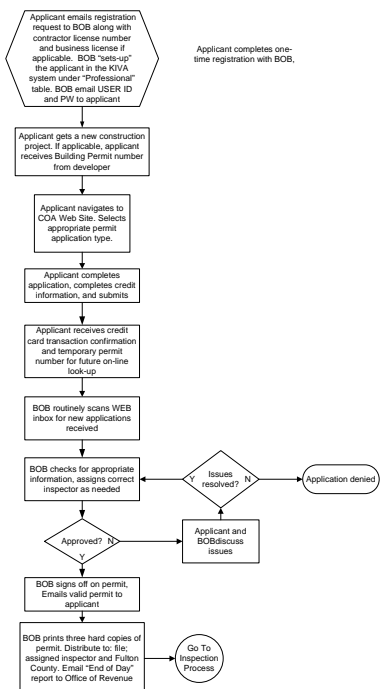 Applicant emails registration
request to BOB along with
contractor license number
and business license if
applicable.  BOB “sets-up”
the applicant in the KIVA
system under “Professional”
table. BOB email USER ID
and PW to applicant
Applicant completes one-
time registration with BOB,
Applicant gets a new construction
project. If applicable, applicant
receives Building Permit number
from developer
Applicant navigates to
COA Web Site. Selects
appropriate permit
application type.
Applicant completes
application, completes credit
information, and submits
Applicant receives credit
card transaction confirmation
and temporary permit
number for future on-line
look-up
BOB routinely scans WEB
inbox for new applications
received
BOB checks for appropriate
information, assigns correct
inspector as needed
Y
Issues
resolved?
N
Application denied
Approved?
N
Y
Applicant and
BOBdiscuss
issues
BOB signs off on permit,
Emails valid permit to
applicant
BOB prints three hard copies of
permit. Distribute to: file;
assigned inspector and Fulton
County. Email “End of Day”
report to Office of Revenue
Go To
Inspection
Process